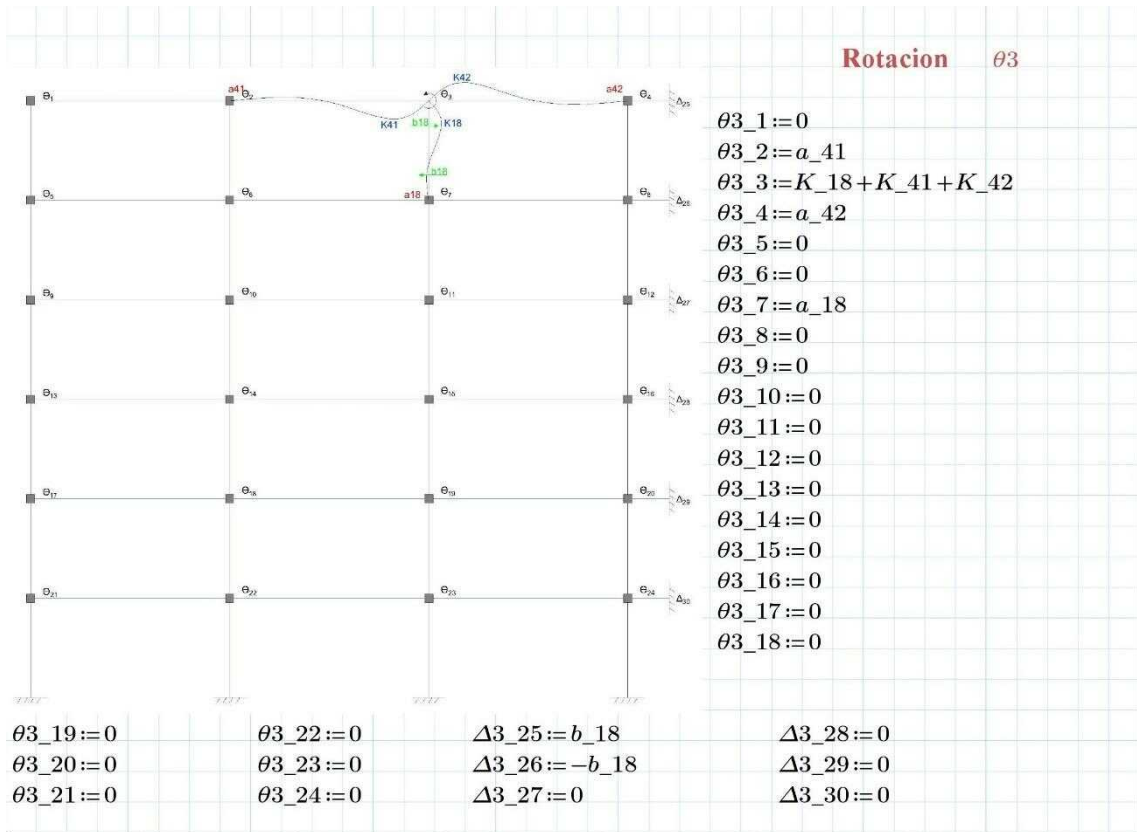 Rotacion θ3
K42
a41 Θ₁ Θ₂ Θ₃ a42 Θ₄ Δ₂₅
K41 b18 K18
b18
Θ₅ Θ₆ a18 Θ₇ Θ₈ Δ₂₆
Θ₉ Θ₁₀ Θ₁₁ Θ₁₂ Δ₂₇
Θ₁₃ Θ₁₄ Θ₁₅ Θ₁₆ Δ₂₈
Θ₁₇ Θ₁₈ Θ₁₉ Θ₂₀ Δ₂₉
Θ₂₁ Θ₂₂ Θ₂₃ Θ₂₄ Δ₃₀
θ3_1:=0
θ3_2:=a_41
θ3_3:=K_18+K_41+K_42
θ3_4:=a_42
θ3_5:=0
θ3_6:=0
θ3_7:=a_18
θ3_8:=0
θ3_9:=0
θ3_10:=0
θ3_11:=0
θ3_12:=0
θ3_13:=0
θ3_14:=0
θ3_15:=0
θ3_16:=0
θ3_17:=0
θ3_18:=0
θ3_19:=0 θ3_22:=0 Δ3_25:=b_18 Δ3_28:=0
θ3_20:=0 θ3_23:=0 Δ3_26:=-b_18 Δ3_29:=0
θ3_21:=0 θ3_24:=0 Δ3_27:=0 Δ3_30:=0